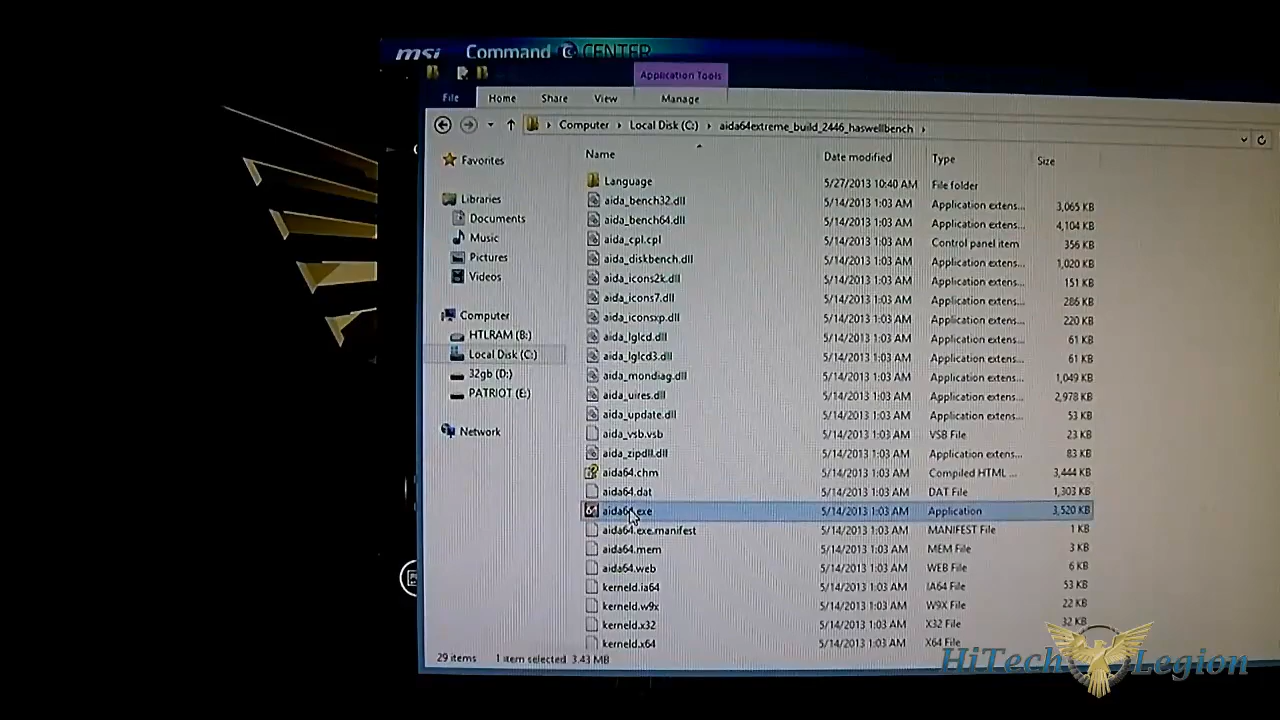 msi Command CENTER
Application Tools
File Home Share View Manage
Computer Local Disk (C:) aida64extreme_build_2446_haswellbench
Name Date modified Type Size
Favorites
Libraries
Documents
Music
Pictures
Videos
Computer
HTLRAM (B:)
Local Disk (C:)
32gb (D:)
PATRIOT (E:)
Network
Language 5/27/2013 10:40 AM File folder
aida_bench32.dll 5/14/2013 1:03 AM Application extens... 3,065 KB
aida_bench64.dll 5/14/2013 1:03 AM Application extens... 4,104 KB
aida_cpl.cpl 5/14/2013 1:03 AM Control panel item 356 KB
aida_diskbench.dll 5/14/2013 1:03 AM Application extens... 1,020 KB
aida_icons2k.dll 5/14/2013 1:03 AM Application extens... 151 KB
aida_icons7.dll 5/14/2013 1:03 AM Application extens... 286 KB
aida_iconsxp.dll 5/14/2013 1:03 AM Application extens... 220 KB
aida_lglcd.dll 5/14/2013 1:03 AM Application extens... 61 KB
aida_lglcd3.dll 5/14/2013 1:03 AM Application extens... 61 KB
aida_mondiag.dll 5/14/2013 1:03 AM Application extens... 1,049 KB
aida_uires.dll 5/14/2013 1:03 AM Application extens... 2,978 KB
aida_update.dll 5/14/2013 1:03 AM Application extens... 53 KB
aida_vsb.vsb 5/14/2013 1:03 AM VSB File 23 KB
aida_zipdll.dll 5/14/2013 1:03 AM Application extens... 83 KB
aida64.chm 5/14/2013 1:03 AM Compiled HTML ... 3,444 KB
aida64.dat 5/14/2013 1:03 AM DAT File 1,303 KB
aida64.exe 5/14/2013 1:03 AM Application 3,520 KB
aida64.exe.manifest 5/14/2013 1:03 AM MANIFEST File 1 KB
aida64.mem 5/14/2013 1:03 AM MEM File 3 KB
aida64.web 5/14/2013 1:03 AM WEB File 6 KB
kerneld.ia64 5/14/2013 1:03 AM IA64 File 53 KB
kerneld.w9x 5/14/2013 1:03 AM W9X File 22 KB
kerneld.x32 5/14/2013 1:03 AM X32 File 32 KB
kerneld.x64 5/14/2013 1:03 AM X64 File
29 items 1 item selected 3.43 MB
HiTech Legion